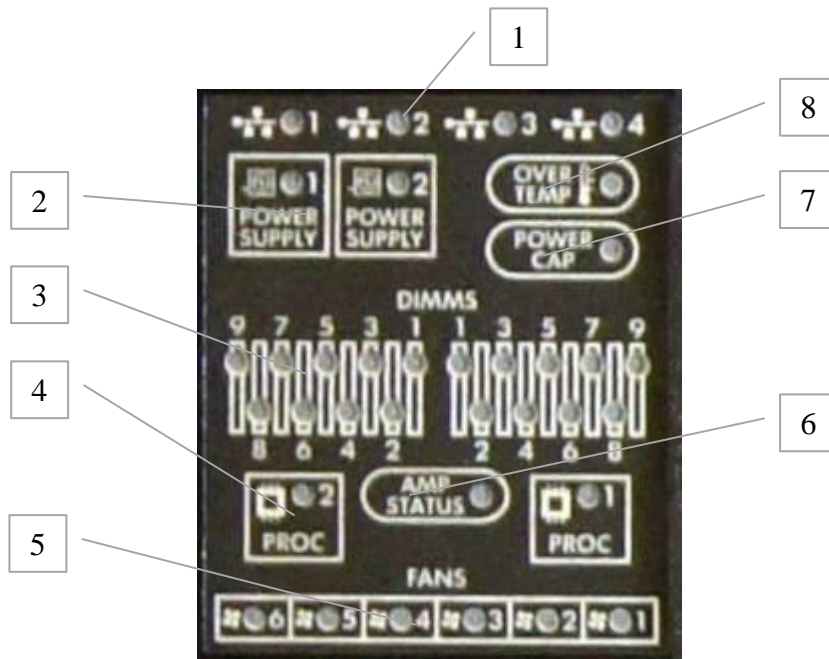 1
1 2 3 4
8
2
1 POWER SUPPLY
2 POWER SUPPLY
OVER TEMP
7
POWER CAP
3
DIMMS
9 7 5 3 1 1 3 5 7 9
4
8 6 4 2 2 4 6 8
6
2 PROC
AMP STATUS
1 PROC
5
FANS
6 5 4 3 2 1